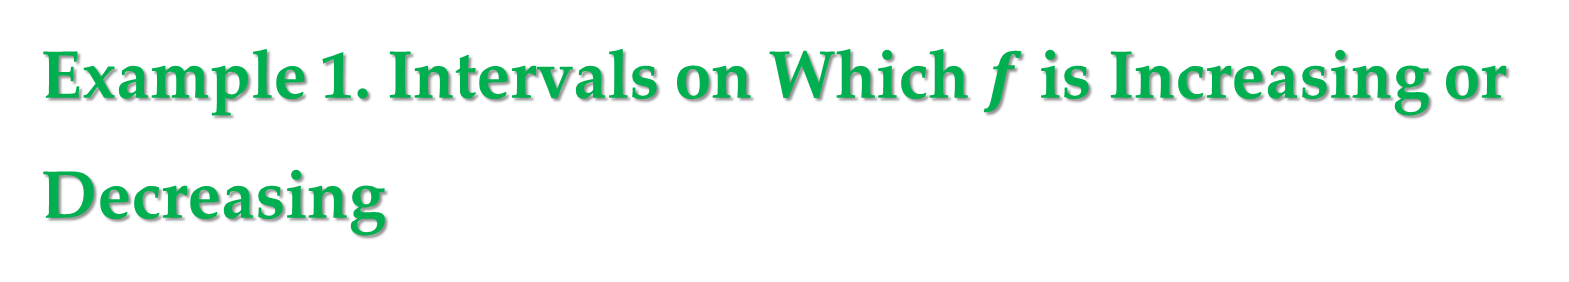 Example 1. Intervals on Which f is Increasing or
Decreasing